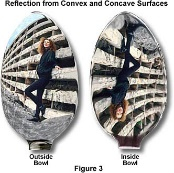 Reflection from Convex and Concave Surfaces
Outside
Bowl
Inside
Bowl
Figure 3